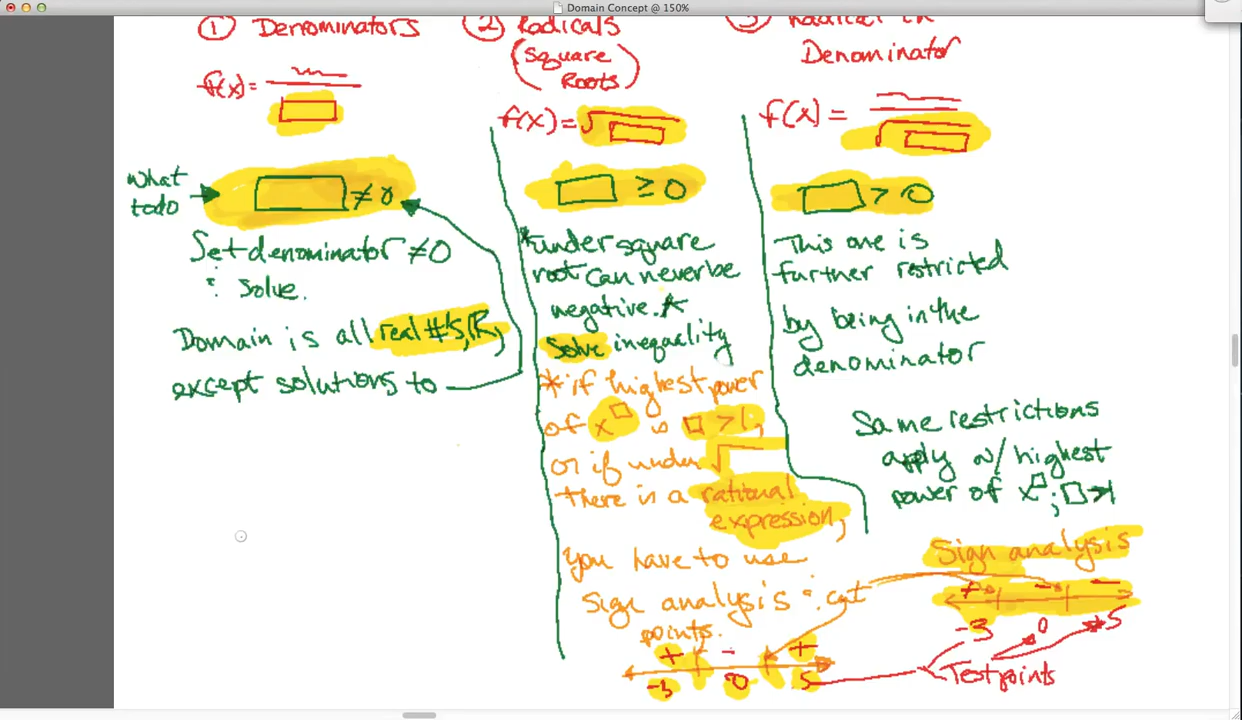 Domain Concept @ 150%
① Denominators
f(x) =
what
todo
≠ 0
Set denominator ≠ 0
& solve.
Domain is all real #'s, R,
except solutions to
② Radicals
(Square
Roots)
f(x) = √
≥ 0
*under square
root can never be
negative.*
Solve inequality
*if highest power
of x^□ is □ > 1,
or if under √
there is a rational
expression,
you have to use
sign analysis & cut
points.
+ - +
-3 0 5
③ Radical in
Denominator
f(x) =
√
> 0
This one is
further restricted
by being in the
denominator
Same restrictions
apply w/ highest
power of x^□; □>1
Sign analysis
+ - -
-3 0 +5
Testpoints